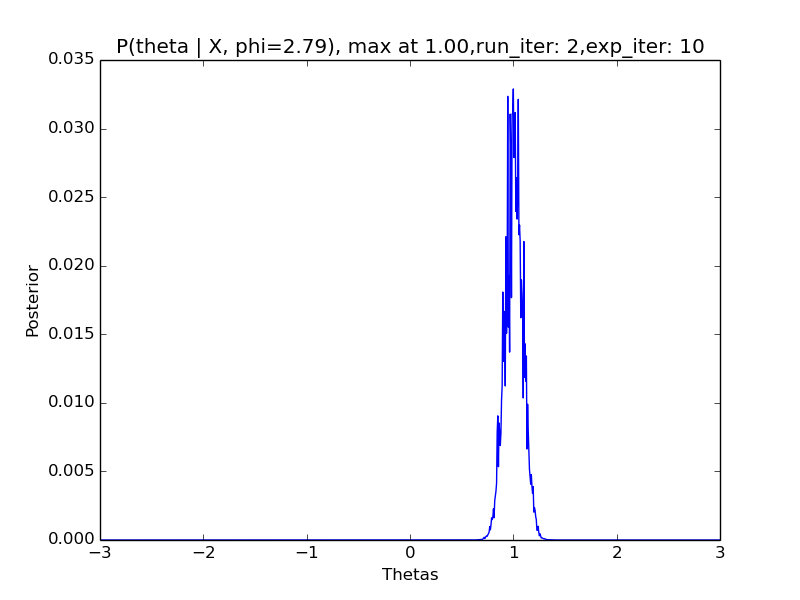 P(theta | X, phi=2.79), max at 1.00,run_iter: 2,exp_iter: 10
0.035
0.030
0.025
0.020
0.015
0.010
0.005
0.000
Posterior
−3 −2 −1 0 1 2 3
Thetas